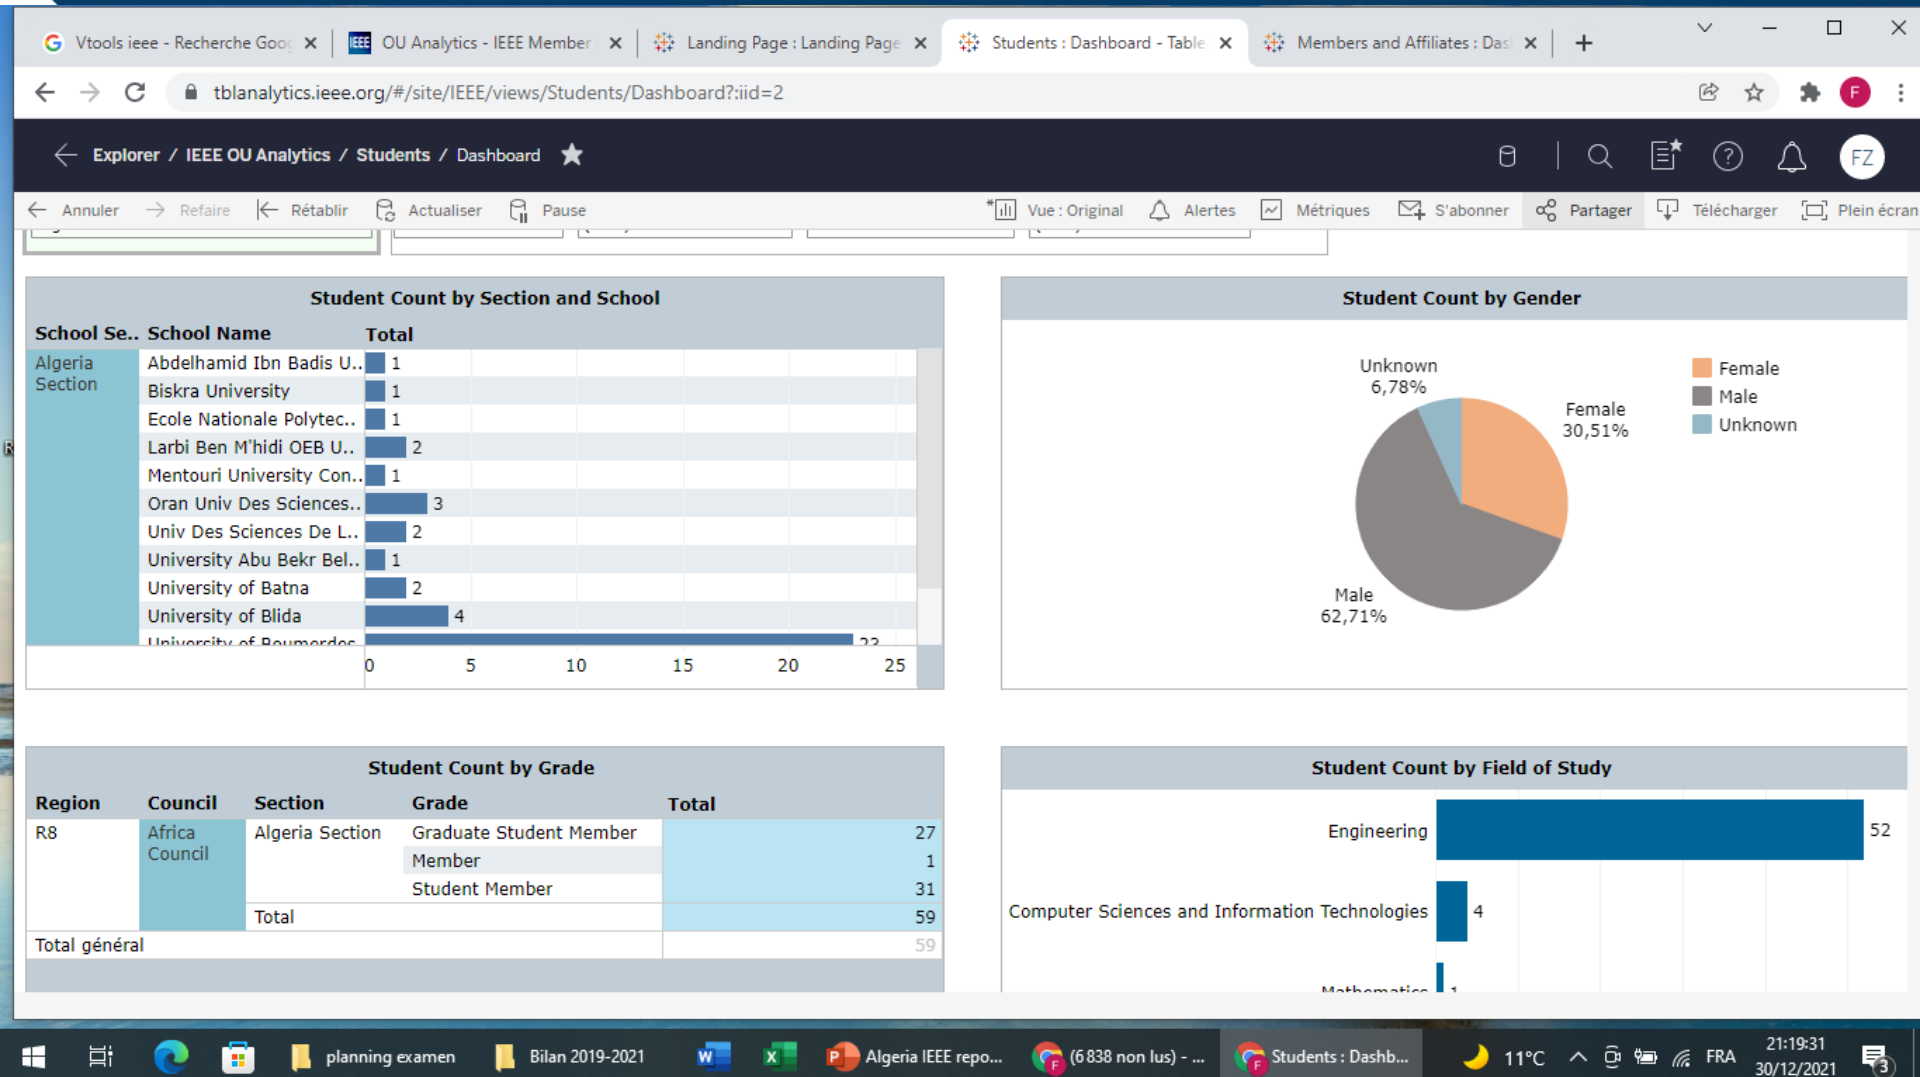 Vtools ieee - Recherche Goog
IEEE OU Analytics - IEEE Member
Landing Page : Landing Page
Students : Dashboard - Table
Members and Affiliates : Das
tblanalytics.ieee.org/#/site/IEEE/views/Students/Dashboard?:iid=2
F
Explorer / IEEE OU Analytics / Students / Dashboard
FZ
Annuler Refaire Rétablir Actualiser Pause
Vue : Original Alertes Métriques S'abonner Partager Télécharger Plein écran
Student Count by Section and School
School Se.. School Name Total
Algeria Section
Abdelhamid Ibn Badis U.. 1
Biskra University 1
Ecole Nationale Polytec.. 1
Larbi Ben M'hidi OEB U.. 2
Mentouri University Con.. 1
Oran Univ Des Sciences.. 3
Univ Des Sciences De L.. 2
University Abu Bekr Bel.. 1
University of Batna 2
University of Blida 4
University of Boumerdes 23
0 5 10 15 20 25
Student Count by Gender
Unknown
6,78%
Female
30,51%
Male
62,71%
Female
Male
Unknown
Student Count by Grade
Region Council Section Grade Total
R8 Africa Council Algeria Section Graduate Student Member 27
Member 1
Student Member 31
Total 59
Total général 59
Student Count by Field of Study
Engineering 52
Computer Sciences and Information Technologies 4
Mathematics 1
planning examen
Bilan 2019-2021
Algeria IEEE repo...
(6 838 non lus) - ...
Students : Dashb...
11°C
FRA
21:19:31
30/12/2021
3